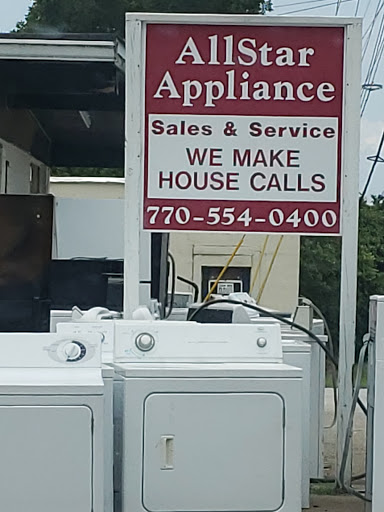 AllStar
Appliance
Sales & Service
WE MAKE
HOUSE CALLS
770-554-0400